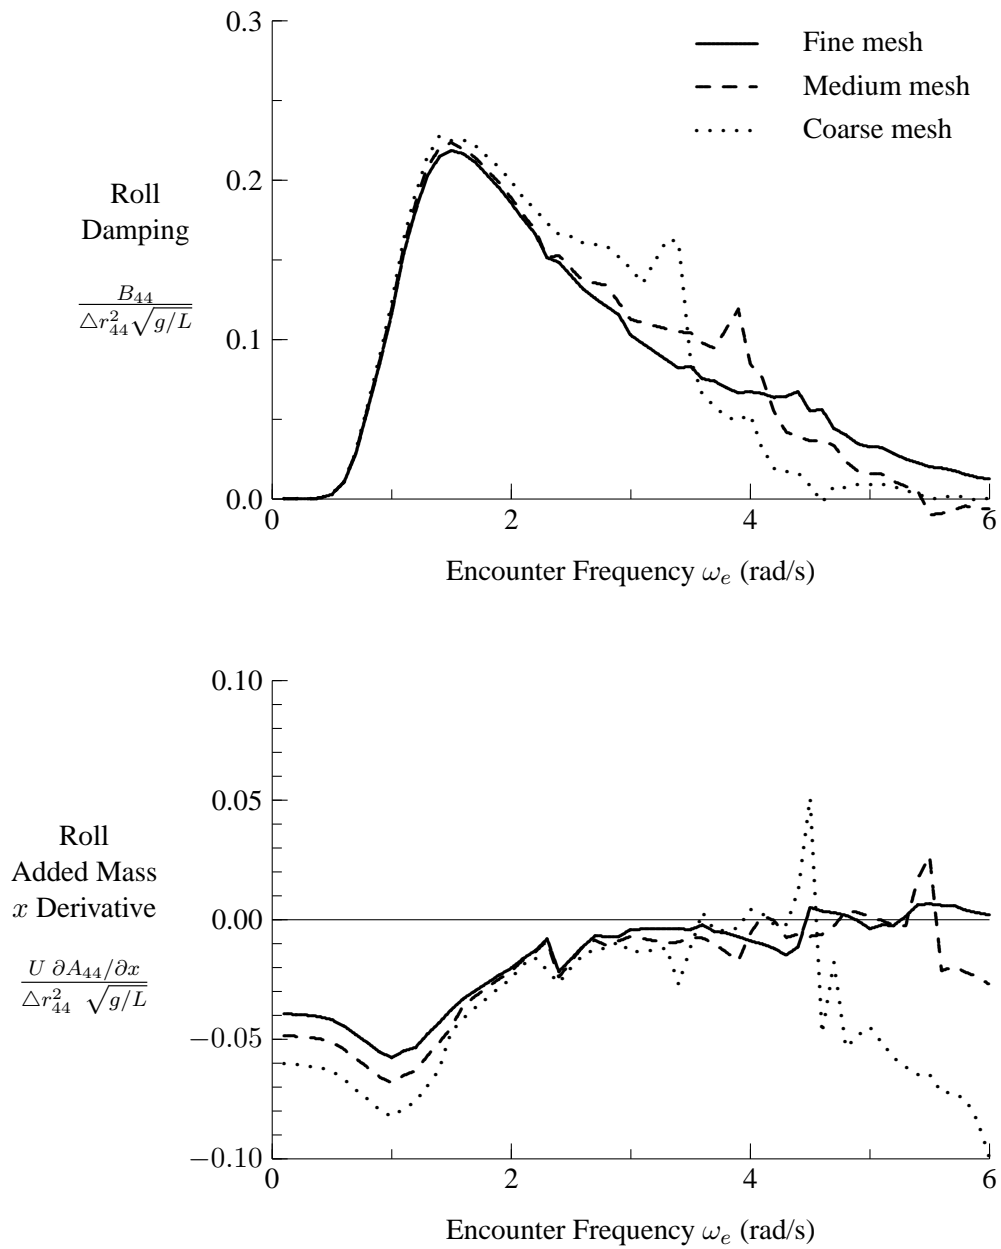 0.3
Fine mesh
Medium mesh
Coarse mesh
0.2
Roll
Damping
B₄₄
△r²₄₄√g/L
0.1
0.0
0 2 4 6
Encounter Frequency ωₑ (rad/s)
0.10
0.05
Roll
Added Mass
x Derivative
0.00
U ∂A₄₄/∂x
△r²₄₄ √g/L
−0.05
−0.10
0 2 4 6
Encounter Frequency ωₑ (rad/s)